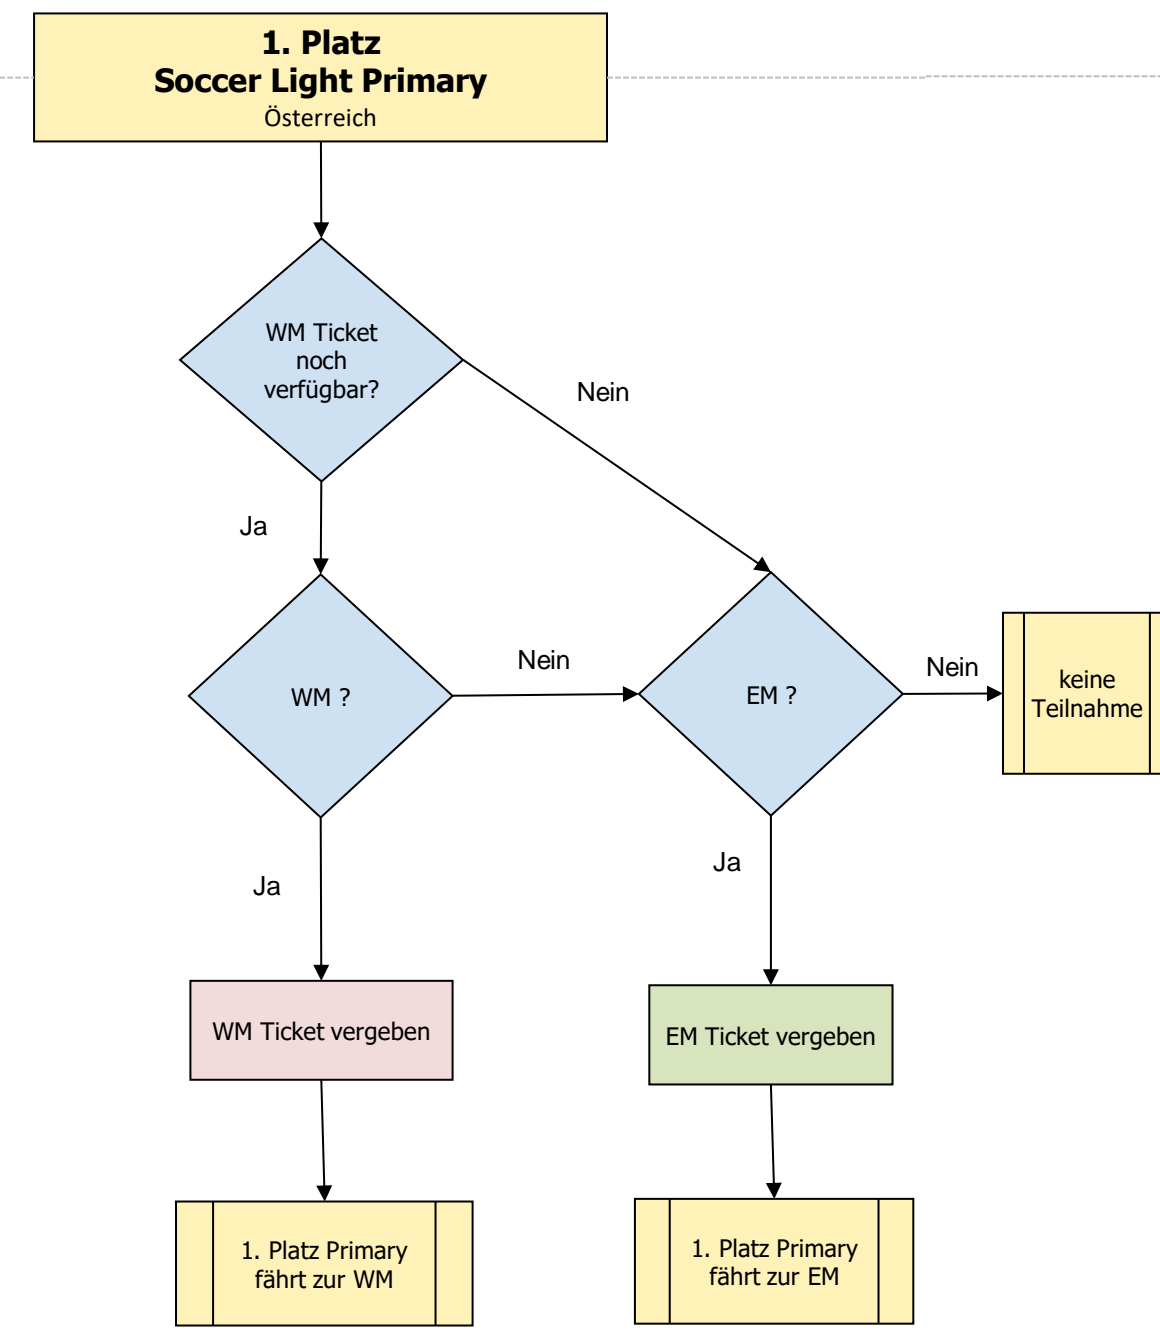 1. Platz
Soccer Light Primary
Österreich
WM Ticket
noch
verfügbar?
Nein
Ja
WM ?
Nein
EM ?
Nein
keine
Teilnahme
Ja
Ja
WM Ticket vergeben
EM Ticket vergeben
1. Platz Primary
fährt zur WM
1. Platz Primary
fährt zur EM